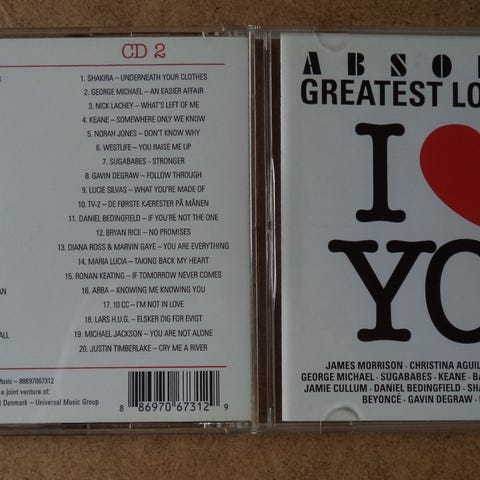 CD 2
1. SHAKIRA – UNDERNEATH YOUR CLOTHES
2. GEORGE MICHAEL – AN EASIER AFFAIR
3. NICK LACHEY – WHAT'S LEFT OF ME
4. KEANE – SOMEWHERE ONLY WE KNOW
5. NORAH JONES – DON'T KNOW WHY
6. WESTLIFE – YOU RAISE ME UP
7. SUGABABES - STRONGER
8. GAVIN DEGRAW – FOLLOW THROUGH
9. LUCIE SILVAS – WHAT YOU'RE MADE OF
10. TV-2 – DE FØRSTE KÆRESTER PÅ MÅNEN
11. DANIEL BEDINGFIELD – IF YOU'RE NOT THE ONE
12. BRYAN RICE – NO PROMISES
13. DIANA ROSS & MARVIN GAYE – YOU ARE EVERYTHING
14. MARIA LUCIA – TAKING BACK MY HEART
15. RONAN KEATING – IF TOMORROW NEVER COMES
16. ABBA – KNOWING ME KNOWING YOU
17. 10 CC – I'M NOT IN LOVE
18. LARS H.U.G. – ELSKER DIG FOR EVIGT
19. MICHAEL JACKSON – YOU ARE NOT ALONE
20. JUSTIN TIMBERLAKE – CRY ME A RIVER
AN
ALL
Music – 88697067312
a joint venture of:
t Denmark – Universal Music Group
8 86970 67312 9
ABSO
GREATEST LO
I
YO
JAMES MORRISON · CHRISTINA AGUIL
GEORGE MICHAEL · SUGABABES · KEANE · BA
JAMIE CULLUM · DANIEL BEDINGFIELD · SHA
BEYONCÉ · GAVIN DEGRAW ·